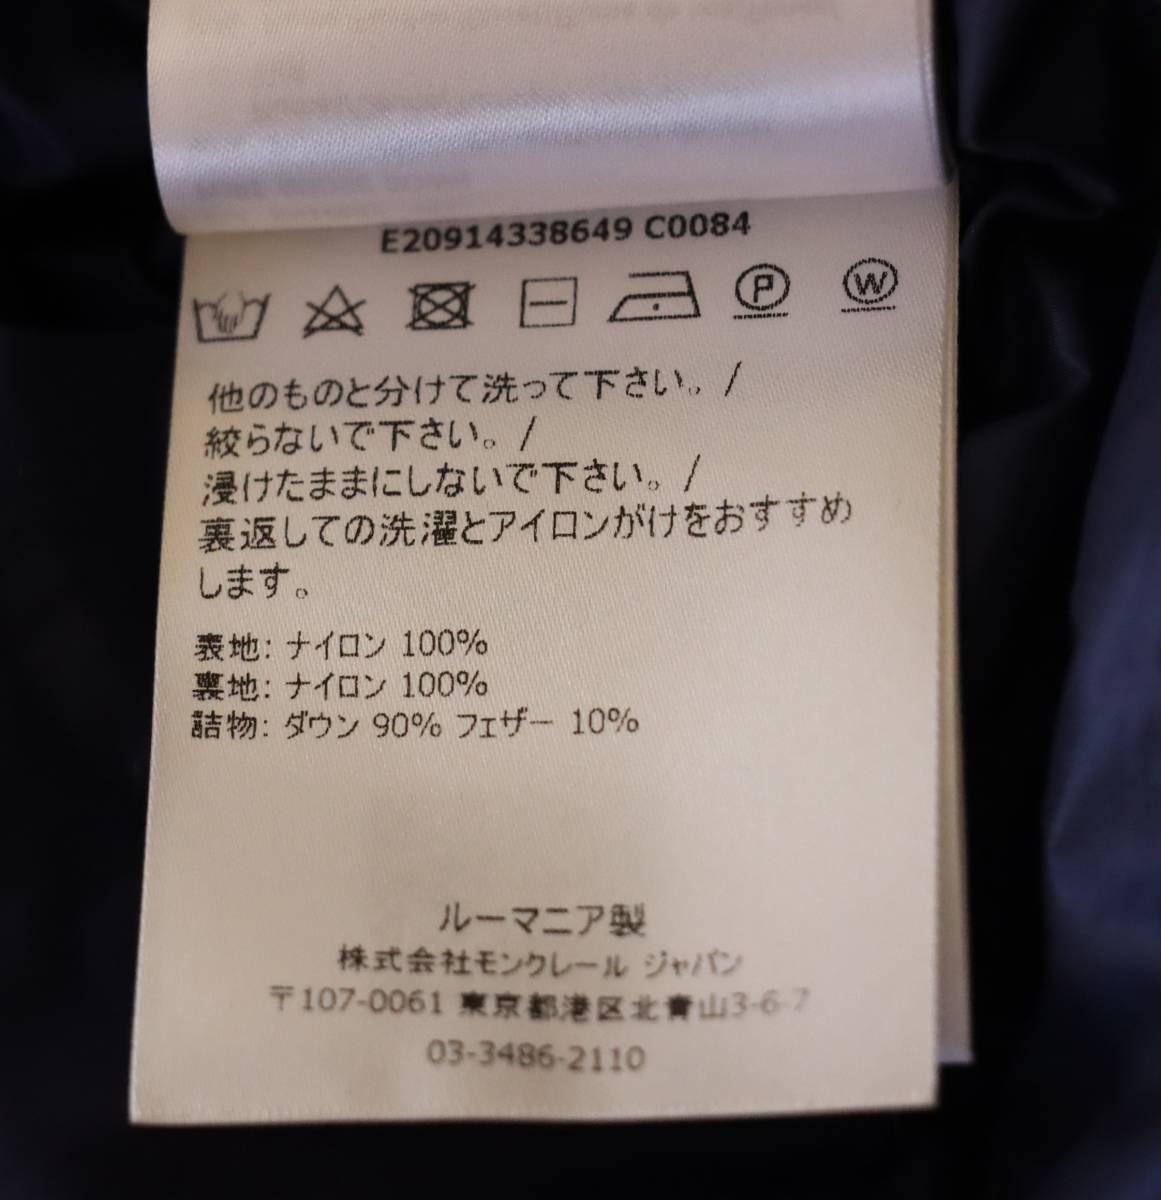 E20914338649 C0084
P W
他のものと分けて洗って下さい。/
絞らないで下さい。/
浸けたままにしないで下さい。/
裏返しての洗濯とアイロンがけをおすすめ
します。
表地: ナイロン 100%
裏地: ナイロン 100%
詰物: ダウン 90% フェザー 10%
ルーマニア製
株式会社モンクレール ジャパン
〒107-0061 東京都港区北青山3-6-7
03-3486-2110